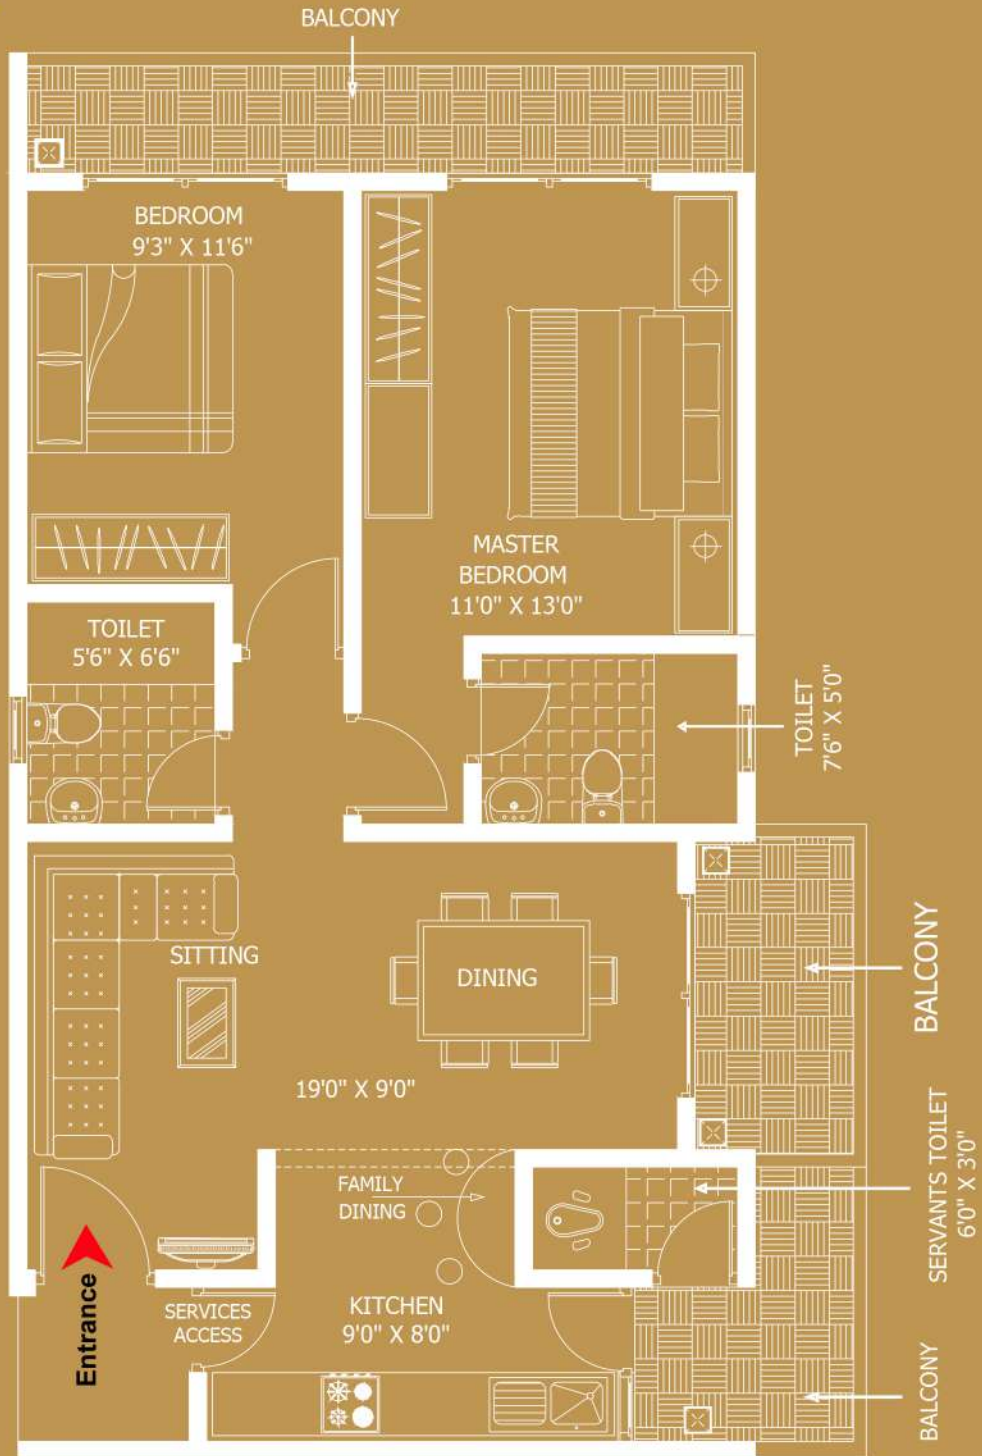 BALCONY
BEDROOM
9'3" X 11'6"
MASTER
BEDROOM
11'0" X 13'0"
TOILET
5'6" X 6'6"
TOILET
7'6" X 5'0"
SITTING
DINING
19'0" X 9'0"
BALCONY
FAMILY
DINING
SERVANTS TOILET
6'0" X 3'0"
Entrance
SERVICES
ACCESS
KITCHEN
9'0" X 8'0"
BALCONY